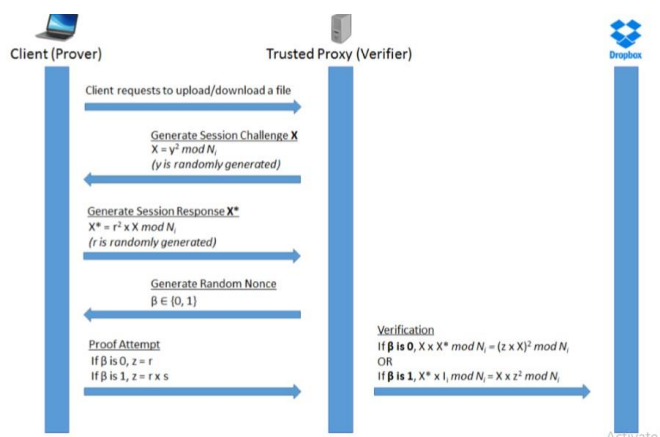 Client (Prover)
Trusted Proxy (Verifier)
Dropbox
Client requests to upload/download a file
Generate Session Challenge X
X = y² mod Nᵢ
(y is randomly generated)
Generate Session Response X*
X* = r² x X mod Nᵢ
(r is randomly generated)
Generate Random Nonce
β ∈ {0, 1}
Proof Attempt
If β is 0, z = r
If β is 1, z = r x s
Verification
If β is 0, X x X* mod Nᵢ = (z x X)² mod Nᵢ
OR
If β is 1, X* x Iᵢ mod Nᵢ = X x z² mod Nᵢ
Activate